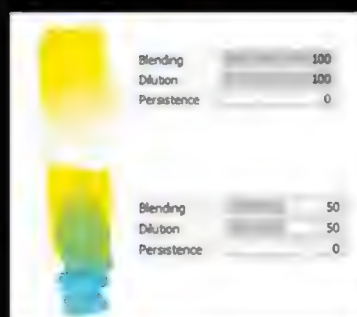 Blending 100
Dilution 100
Persistence 0
Blending 50
Dilution 50
Persistence 0